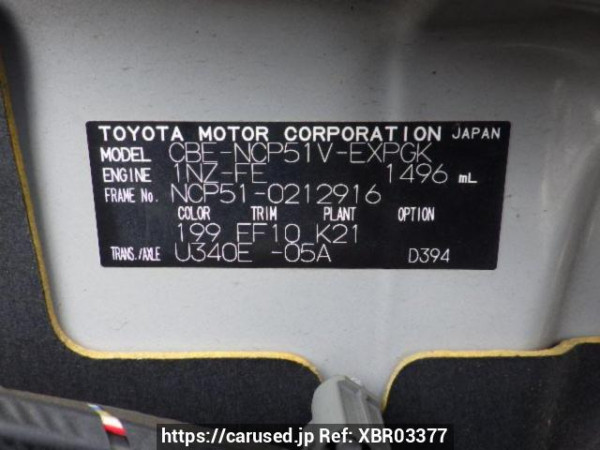 TOYOTA MOTOR CORPORATION JAPAN
MODEL CBE-NCP51V-EXPGK
ENGINE 1NZ-FE 1496 mL
FRAME No. NCP51-0212916
COLOR TRIM PLANT OPTION
199 EF10 K21
TRANS./AXLE U340E -05A D394
https://carused.jp Ref: XBR03377